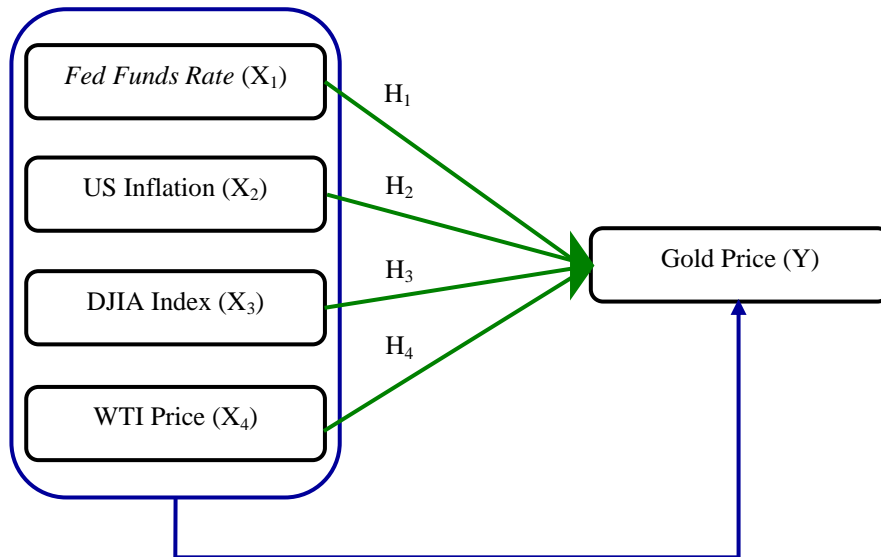 Fed Funds Rate (X₁)
H₁
US Inflation (X₂)
H₂
Gold Price (Y)
DJIA Index (X₃)
H₃
H₄
WTI Price (X₄)